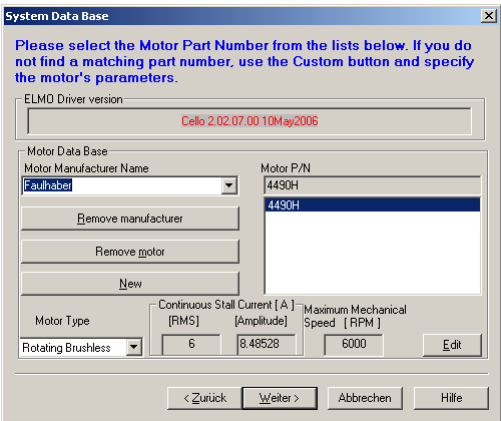 System Data Base
Please select the Motor Part Number from the lists below. If you do
not find a matching part number, use the Custom button and specify
the motor's parameters.
ELMO Driver version
Cello 2.02.07.00 10May2006
Motor Data Base
Motor Manufacturer Name
Motor P/N
Faulhaber
4490H
4490H
Remove manufacturer
Remove motor
New
Continuous Stall Current [ A ]
Maximum Mechanical
Motor Type
[RMS]
[Amplitude]
Speed [ RPM ]
Rotating Brushless
6
8.48528
6000
Edit
< Zurück
Weiter >
Abbrechen
Hilfe